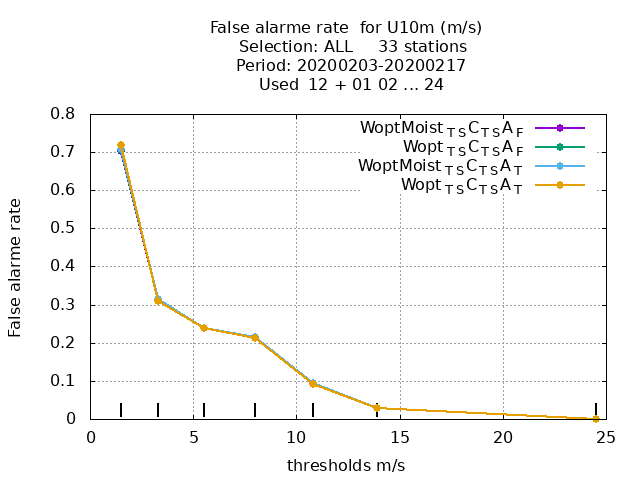 False alarme rate  for U10m (m/s)
Selection: ALL     33 stations
Period: 20200203-20200217
Used  12 + 01 02 ... 24
WoptMoist TS C TS A F
Wopt TS C TS A F
WoptMoist TS C TS A T
Wopt TS C TS A T
False alarme rate
0.8
0.7
0.6
0.5
0.4
0.3
0.2
0.1
0
0 5 10 15 20 25
thresholds m/s